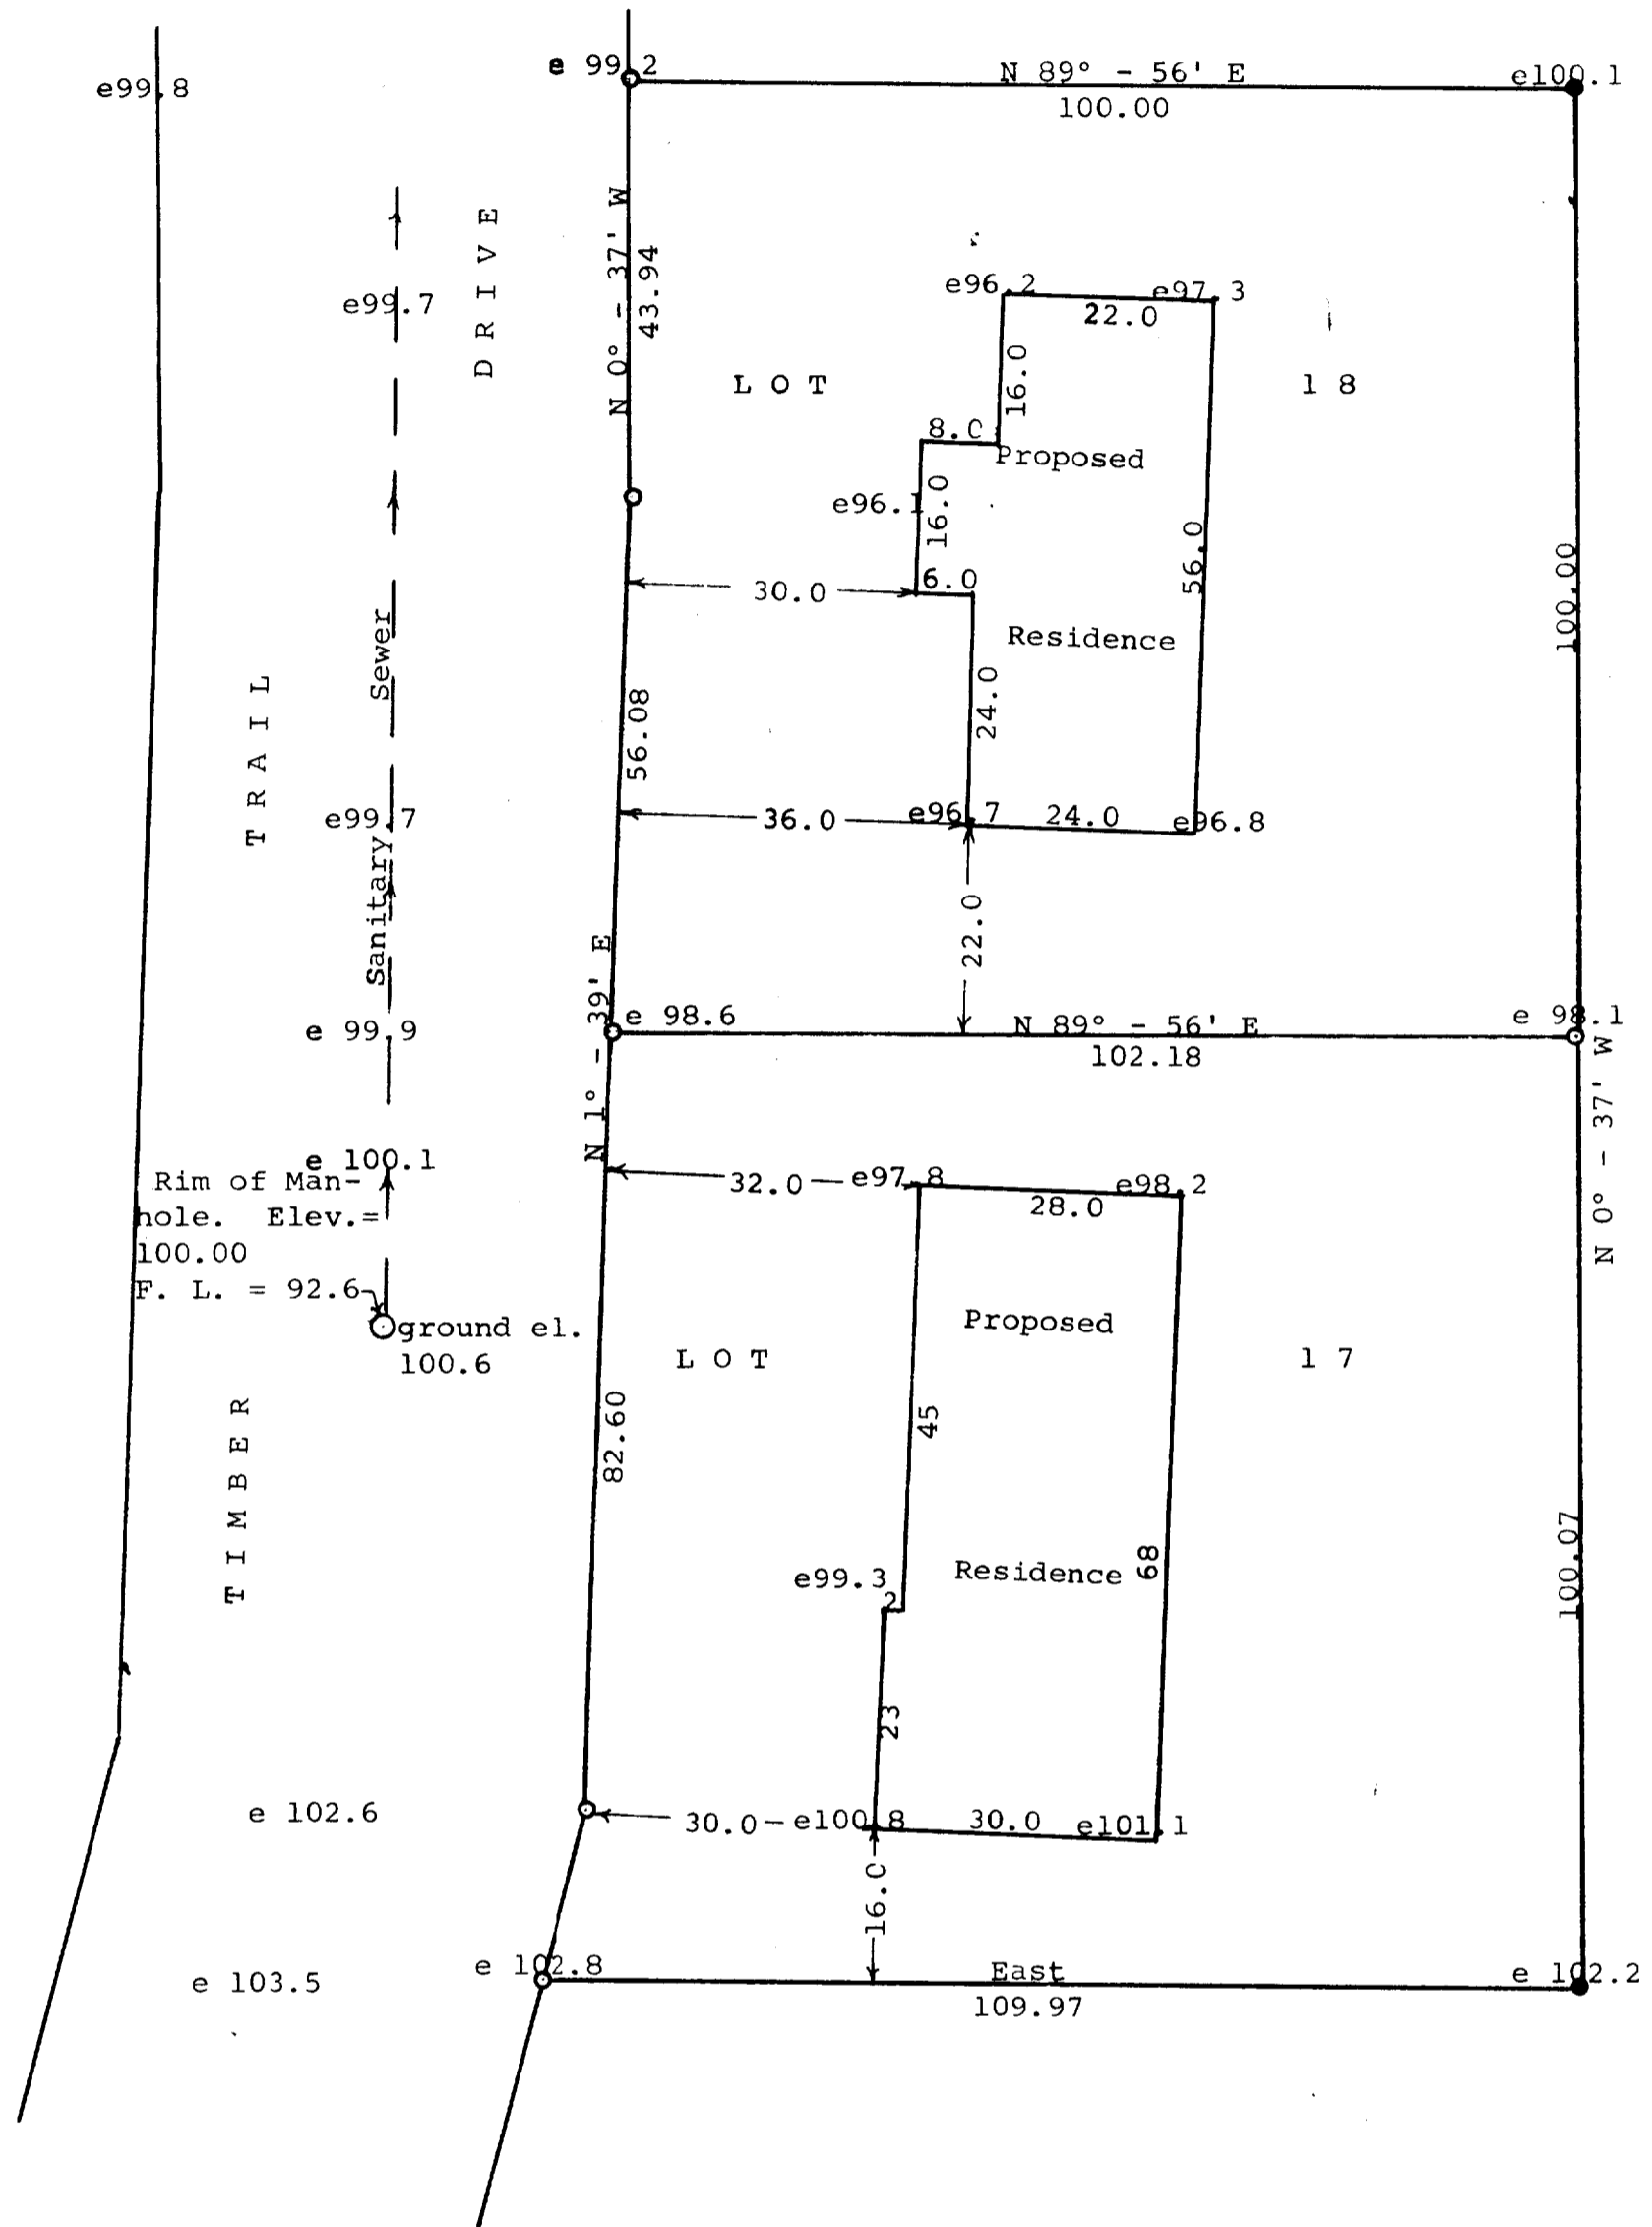 e 99.2
N 89° - 56' E
e100.1
e99.8
100.00
N 0° - 37' W
43.94
D R I V E
e99.7
e96.2
e97.3
22.0
L O T
1 8
16.0
8.0
Proposed
e96.1
16.0
56.0
100.00
30.0
6.0
Residence
Sewer
T R A I L
24.0
56.08
e99.7
36.0
e96.7
24.0
e96.8
Sanitary
22.0
N 1° - 39' E
e 99.9
e 98.6
N 89° - 56' E
e 98.1
102.18
N 0° - 37' W
e 100.1
Rim of Man-
hole. Elev.=
100.00
F. L. = 92.6
ground el.
100.6
32.0
e97.8
e98.2
28.0
Proposed
L O T
1 7
45
82.60
T I M B E R
e99.3
2
Residence
68
100.07
23
e 102.6
30.0
e100.8
30.0
e101.1
16.0
e 103.5
e 102.8
East
e 102.2
109.97